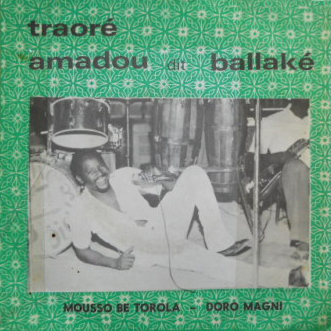 traoré
amadou dit ballaké
MOUSSO BE TOROLA - DORO MAGNI